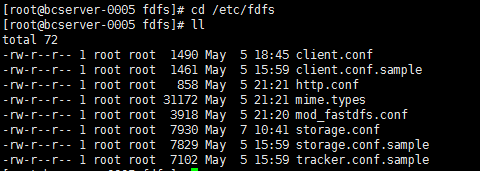 [root@bcserver-0005 fdfs]# cd /etc/fdfs
[root@bcserver-0005 fdfs]# ll
total 72
-rw-r--r-- 1 root root  1490 May  5 18:45 client.conf
-rw-r--r-- 1 root root  1461 May  5 15:59 client.conf.sample
-rw-r--r-- 1 root root   858 May  5 21:21 http.conf
-rw-r--r-- 1 root root 31172 May  5 21:21 mime.types
-rw-r--r-- 1 root root  3918 May  5 21:20 mod_fastdfs.conf
-rw-r--r-- 1 root root  7930 May  7 10:41 storage.conf
-rw-r--r-- 1 root root  7829 May  5 15:59 storage.conf.sample
-rw-r--r-- 1 root root  7102 May  5 15:59 tracker.conf.sample
[root@bcserver-0005 fdfs]#